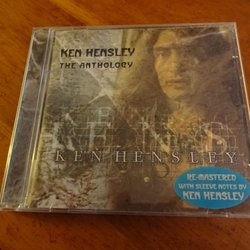 KEN HENSLEY
THE ANTHOLOGY
KEN HENSLEY
RE-MASTERED
WITH SLEEVE NOTES BY
KEN HENSLEY